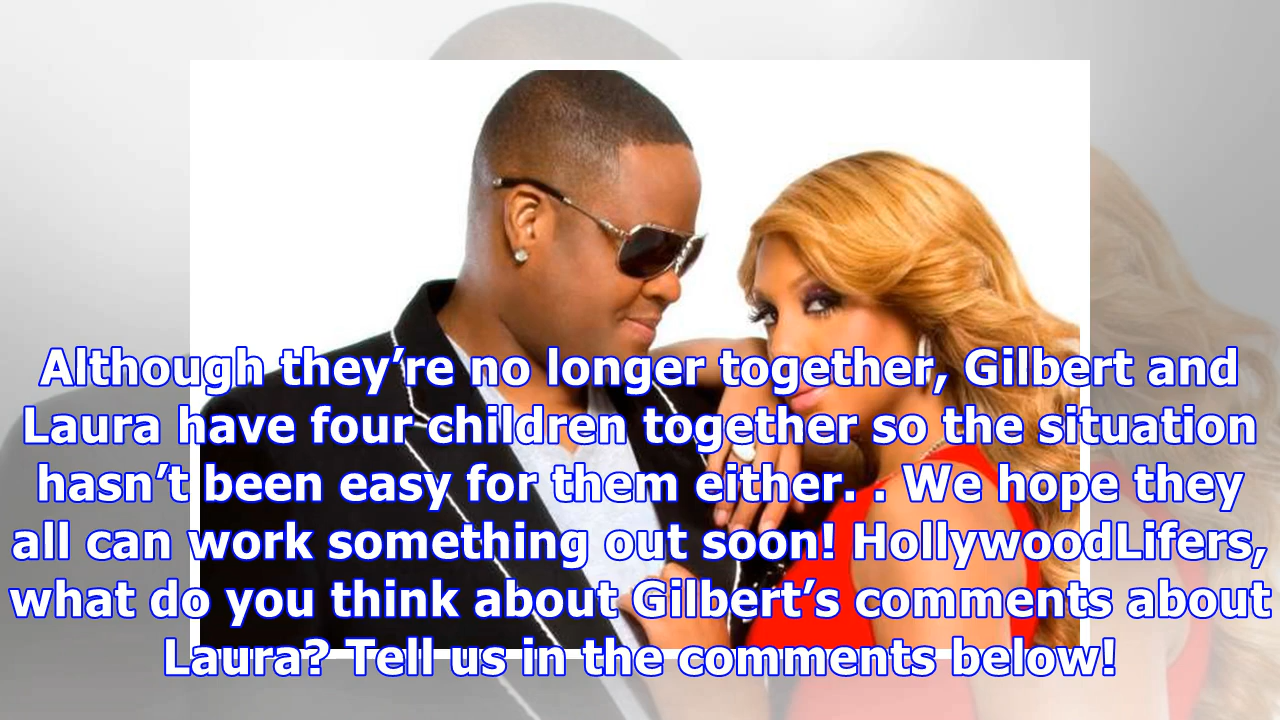 Although they’re no longer together, Gilbert and
Laura have four children together so the situation
hasn’t been easy for them either. . We hope they
all can work something out soon! HollywoodLifers,
what do you think about Gilbert’s comments about
Laura? Tell us in the comments below!